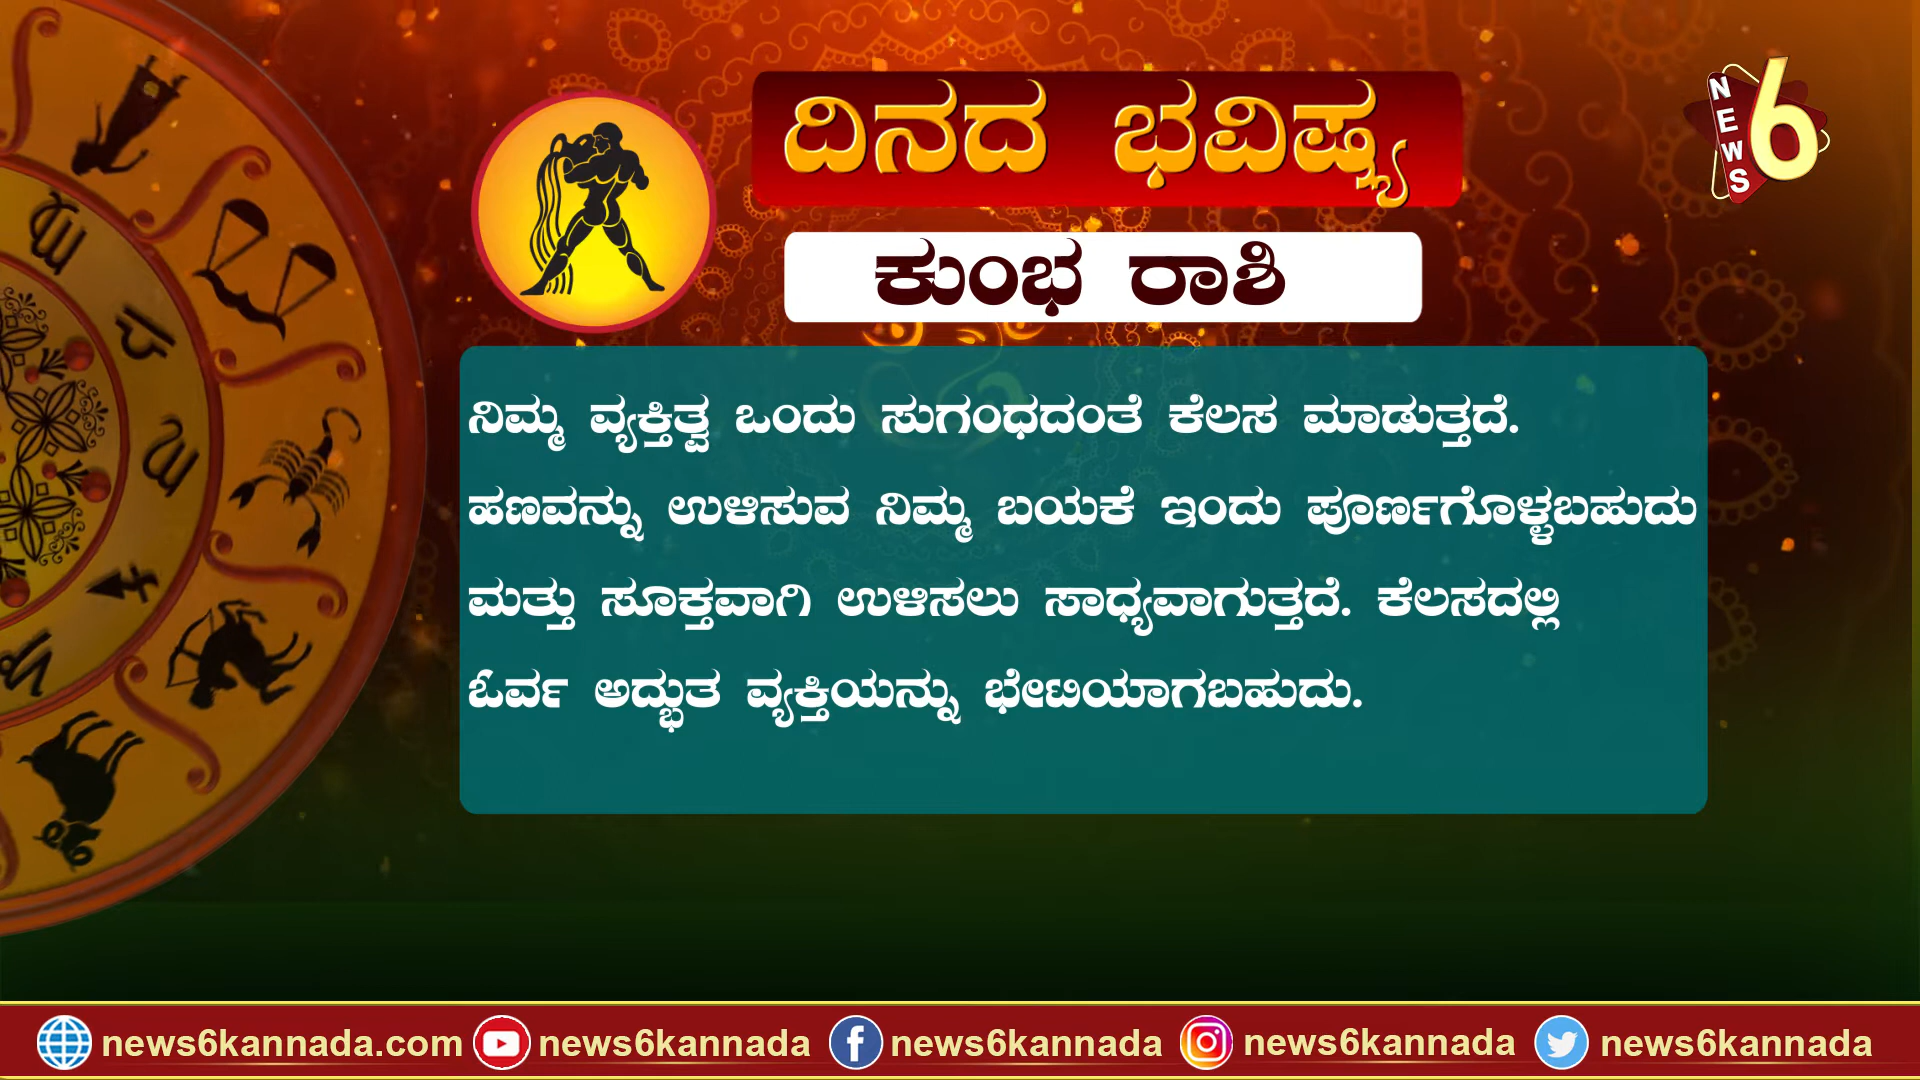 ದಿನದ ಭವಿಷ್ಯ
NEWS 6
ಕುಂಭ ರಾಶಿ
ನಿಮ್ಮ ವ್ಯಕ್ತಿತ್ವ ಒಂದು ಸುಗಂಧದಂತೆ ಕೆಲಸ ಮಾಡುತ್ತದೆ.
ಹಣವನ್ನು ಉಳಿಸುವ ನಿಮ್ಮ ಬಯಕೆ ಇಂದು ಪೂರ್ಣಗೊಳ್ಳಬಹುದು
ಮತ್ತು ಸೂಕ್ತವಾಗಿ ಉಳಿಸಲು ಸಾಧ್ಯವಾಗುತ್ತದೆ. ಕೆಲಸದಲ್ಲಿ
ಓರ್ವ ಅದ್ಭುತ ವ್ಯಕ್ತಿಯನ್ನು ಭೇಟಿಯಾಗಬಹುದು.
news6kannada.com news6kannada news6kannada news6kannada news6kannada